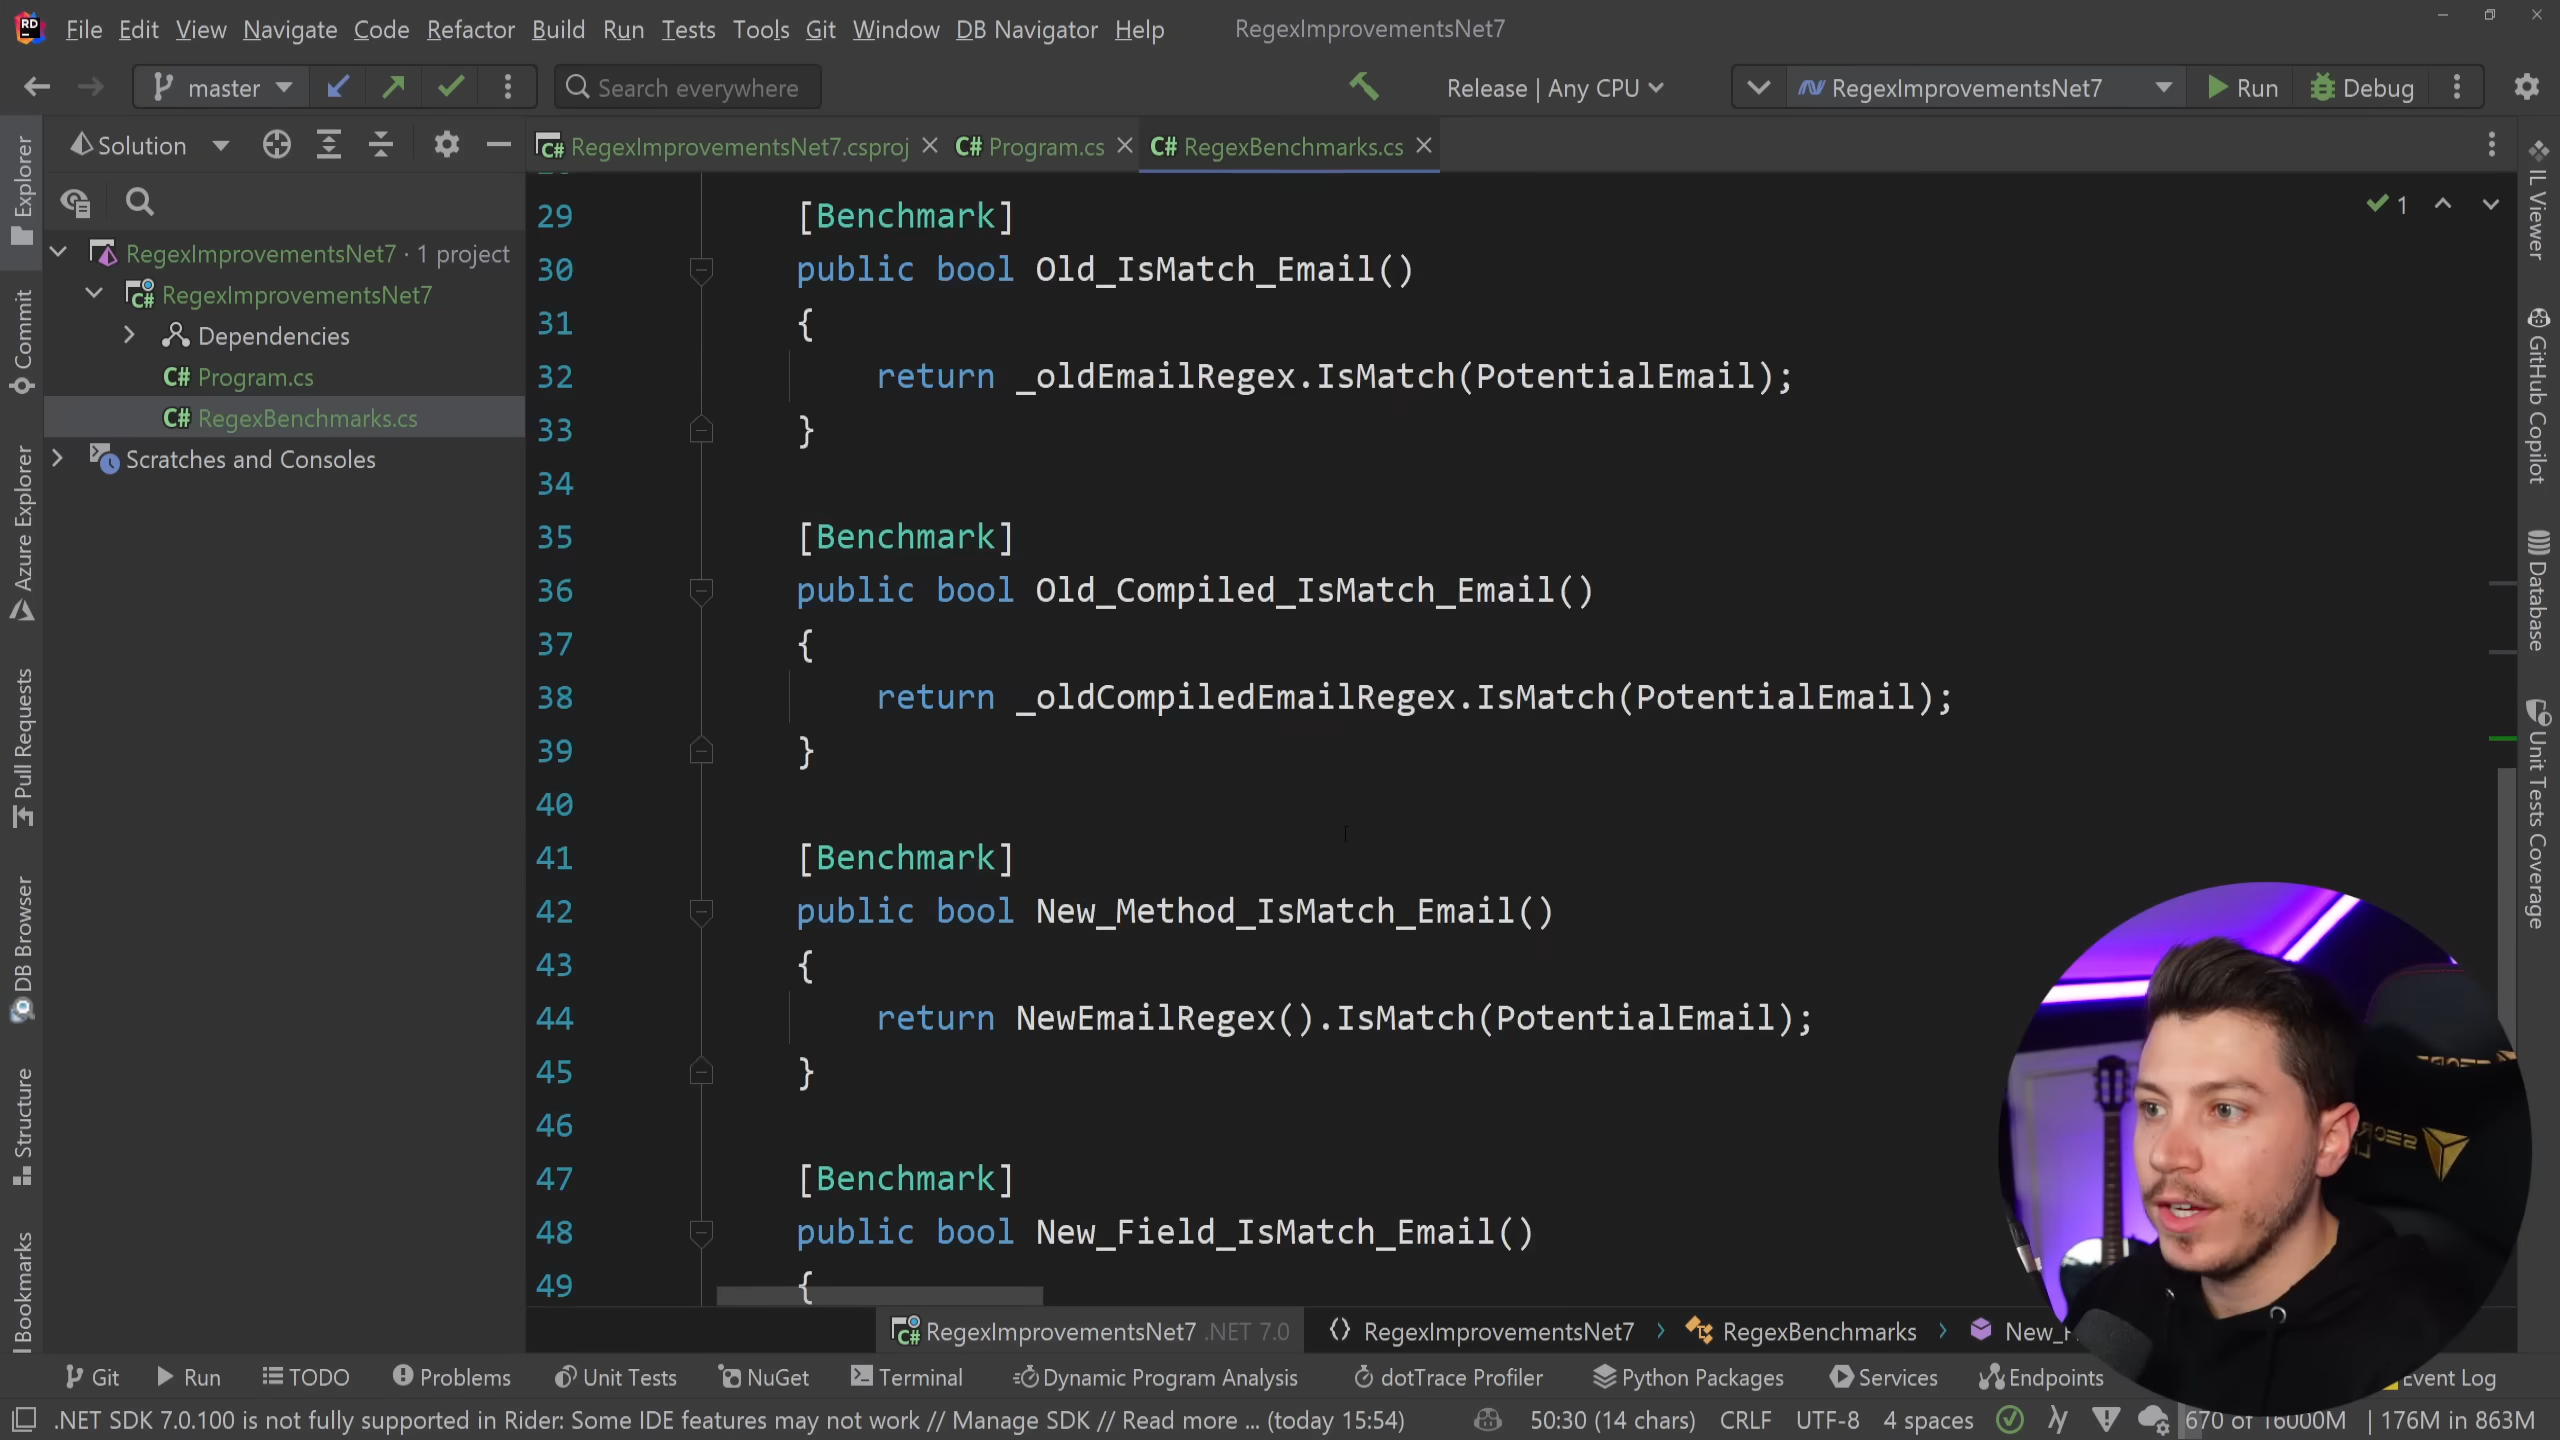 File Edit View Navigate Code Refactor Build Run Tests Tools Git Window DB Navigator Help RegexImprovementsNet7
master Search everywhere Release | Any CPU RegexImprovementsNet7 Run Debug
Solution RegexImprovementsNet7.csproj Program.cs RegexBenchmarks.cs
RegexImprovementsNet7 · 1 project
RegexImprovementsNet7
Dependencies
C# Program.cs
C# RegexBenchmarks.cs
Scratches and Consoles
Explorer
Commit
Azure Explorer
Pull Requests
DB Browser
Structure
Bookmarks
29 [Benchmark]
30 public bool Old_IsMatch_Email()
31 {
32 return _oldEmailRegex.IsMatch(PotentialEmail);
33 }
34
35 [Benchmark]
36 public bool Old_Compiled_IsMatch_Email()
37 {
38 return _oldCompiledEmailRegex.IsMatch(PotentialEmail);
39 }
40
41 [Benchmark]
42 public bool New_Method_IsMatch_Email()
43 {
44 return NewEmailRegex().IsMatch(PotentialEmail);
45 }
46
47 [Benchmark]
48 public bool New_Field_IsMatch_Email()
49 {
1
IL Viewer
GitHub Copilot
Database
Unit Tests Coverage
RegexImprovementsNet7 .NET 7.0 RegexImprovementsNet7 RegexBenchmarks
Git Run TODO Problems Unit Tests NuGet Terminal Dynamic Program Analysis dotTrace Profiler Python Packages Services Endpoints Event Log
.NET SDK 7.0.100 is not fully supported in Rider: Some IDE features may not work // Manage SDK // Read more ... (today 15:54) 50:30 (14 chars) CRLF UTF-8 4 spaces 670 of 16000M 176M in 863M